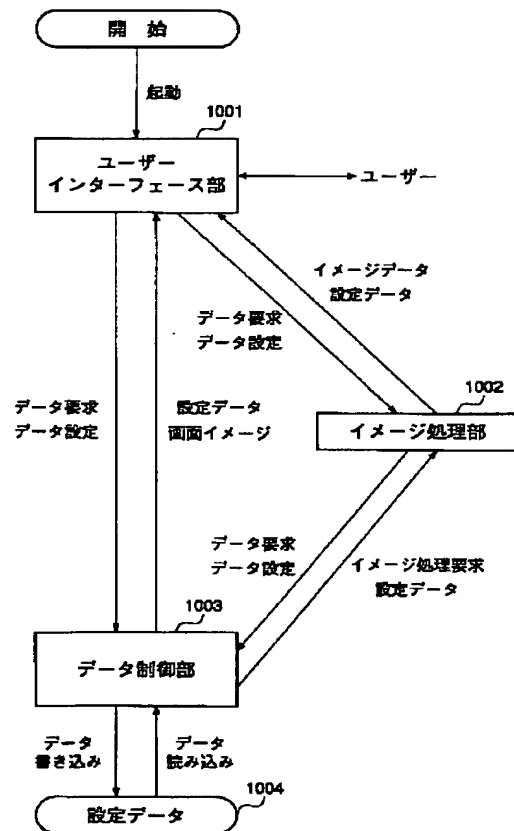 開始
起動
1001
ユーザー
インターフェース部
ユーザー
イメージデータ
設定データ
データ要求
データ設定
1002
イメージ処理部
データ要求
データ設定
設定データ
画面イメージ
データ要求
データ設定
イメージ処理要求
設定データ
1003
データ制御部
データ
書き込み
データ
読み込み
1004
設定データ